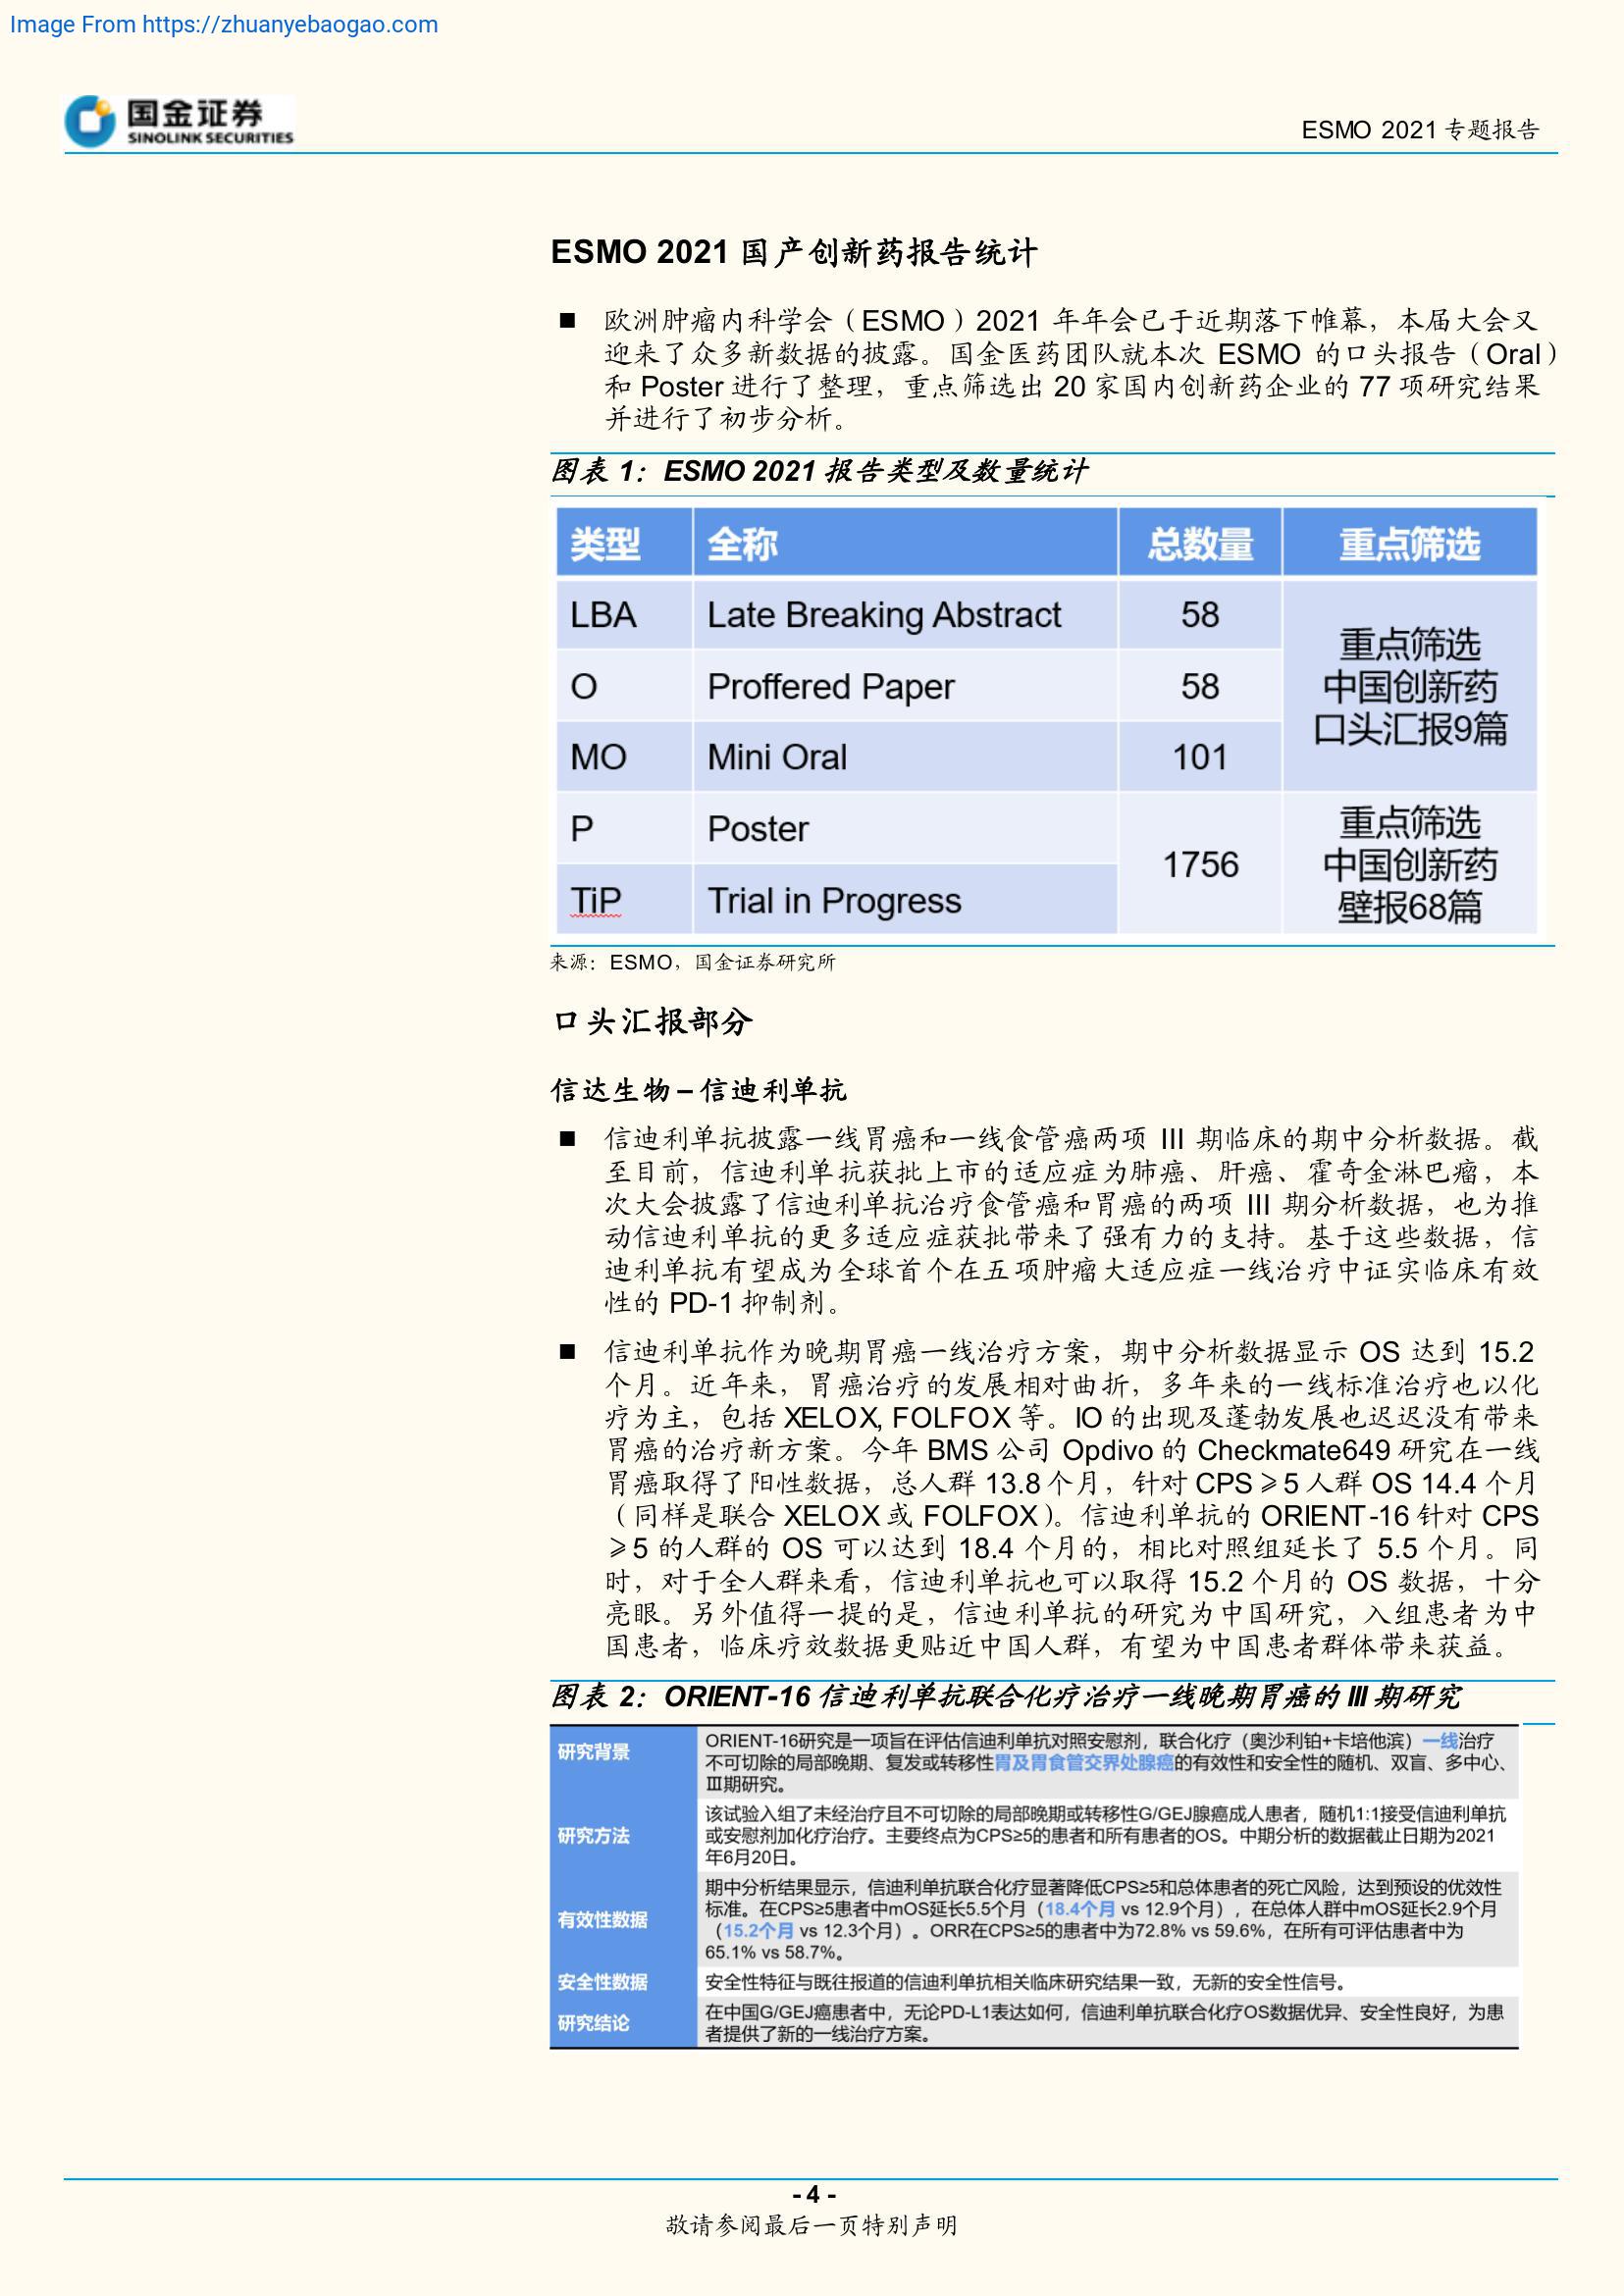 Image From https://zhuanyebaogao.com
国金证券
SINOLINK SECURITIES
ESMO 2021 专题报告
ESMO 2021 国产创新药报告统计
■ 欧洲肿瘤内科学会（ESMO）2021 年年会已于近期落下帷幕，本届大会又
迎来了众多新数据的披露。国金医药团队就本次 ESMO 的口头报告（Oral）
和 Poster 进行了整理，重点筛选出 20 家国内创新药企业的 77 项研究结果
并进行了初步分析。
图表 1：ESMO 2021 报告类型及数量统计
类型 全称 总数量 重点筛选
LBA Late Breaking Abstract 58
O Proffered Paper 58
MO Mini Oral 101
重点筛选
中国创新药
口头汇报9篇
P Poster
TiP Trial in Progress
1756
重点筛选
中国创新药
壁报68篇
来源：ESMO，国金证券研究所
口头汇报部分
信达生物 – 信迪利单抗
■ 信迪利单抗披露一线胃癌和一线食管癌两项 III 期临床的期中分析数据。截
至目前，信迪利单抗获批上市的适应症为肺癌、肝癌、霍奇金淋巴瘤，本
次大会披露了信迪利单抗治疗食管癌和胃癌的两项 III 期分析数据，也为推
动信迪利单抗的更多适应症获批带来了强有力的支持。基于这些数据，信
迪利单抗有望成为全球首个在五项肿瘤大适应症一线治疗中证实临床有效
性的 PD-1 抑制剂。
■ 信迪利单抗作为晚期胃癌一线治疗方案，期中分析数据显示 OS 达到 15.2
个月。近年来，胃癌治疗的发展相对曲折，多年来的一线标准治疗也以化
疗为主，包括 XELOX, FOLFOX 等。IO 的出现及蓬勃发展也迟迟没有带来
胃癌的治疗新方案。今年 BMS 公司 Opdivo 的 Checkmate649 研究在一线
胃癌取得了阳性数据，总人群 13.8 个月，针对 CPS≥5 人群 OS 14.4 个月
（同样是联合 XELOX 或 FOLFOX）。信迪利单抗的 ORIENT-16 针对 CPS
≥5 的人群的 OS 可以达到 18.4 个月的，相比对照组延长了 5.5 个月。同
时，对于全人群来看，信迪利单抗也可以取得 15.2 个月的 OS 数据，十分
亮眼。另外值得一提的是，信迪利单抗的研究为中国研究，入组患者为中
国患者，临床疗效数据更贴近中国人群，有望为中国患者群体带来获益。
图表 2：ORIENT-16 信迪利单抗联合化疗治疗一线晚期胃癌的 III 期研究
研究背景
ORIENT-16研究是一项旨在评估信迪利单抗对照安慰剂，联合化疗（奥沙利铂+卡培他滨）一线治疗
不可切除的局部晚期、复发或转移性胃及胃食管交界处腺癌的有效性和安全性的随机、双盲、多中心、
Ⅲ期研究。
研究方法
该试验入组了未经治疗且不可切除的局部晚期或转移性G/GEJ腺癌成人患者，随机1:1接受信迪利单抗
或安慰剂加化疗治疗。主要终点为CPS≥5的患者和所有患者的OS。中期分析的数据截止日期为2021
年6月20日。
有效性数据
期中分析结果显示，信迪利单抗联合化疗显著降低CPS≥5和总体患者的死亡风险，达到预设的优效性
标准。在CPS≥5患者中mOS延长5.5个月（18.4个月 vs 12.9个月），在总体人群中mOS延长2.9个月
（15.2个月 vs 12.3个月）。ORR在CPS≥5的患者中为72.8% vs 59.6%，在所有可评估患者中为
65.1% vs 58.7%。
安全性数据
安全性特征与既往报道的信迪利单抗相关临床研究结果一致，无新的安全性信号。
研究结论
在中国G/GEJ癌患者中，无论PD-L1表达如何，信迪利单抗联合化疗OS数据优异、安全性良好，为患
者提供了新的一线治疗方案。
- 4 -
敬请参阅最后一页特别声明